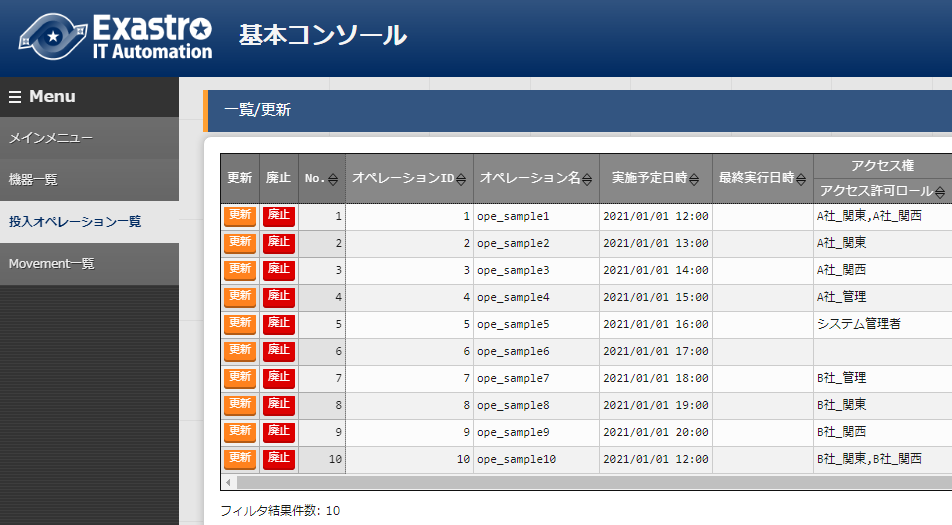 Exastro
IT Automation
基本コンソール
Menu
メインメニュー
機器一覧
投入オペレーション一覧
Movement一覧
一覧/更新
更新 廃止 No. オペレーションID オペレーション名 実施予定日時 最終実行日時 アクセス権
アクセス許可ロール
更新 廃止 1 1 ope_sample1 2021/01/01 12:00 A社_関東,A社_関西
更新 廃止 2 2 ope_sample2 2021/01/01 13:00 A社_関東
更新 廃止 3 3 ope_sample3 2021/01/01 14:00 A社_関西
更新 廃止 4 4 ope_sample4 2021/01/01 15:00 A社_管理
更新 廃止 5 5 ope_sample5 2021/01/01 16:00 システム管理者
更新 廃止 6 6 ope_sample6 2021/01/01 17:00
更新 廃止 7 7 ope_sample7 2021/01/01 18:00 B社_管理
更新 廃止 8 8 ope_sample8 2021/01/01 19:00 B社_関東
更新 廃止 9 9 ope_sample9 2021/01/01 20:00 B社_関西
更新 廃止 10 10 ope_sample10 2021/01/01 12:00 B社_関東,B社_関西
フィルタ結果件数: 10